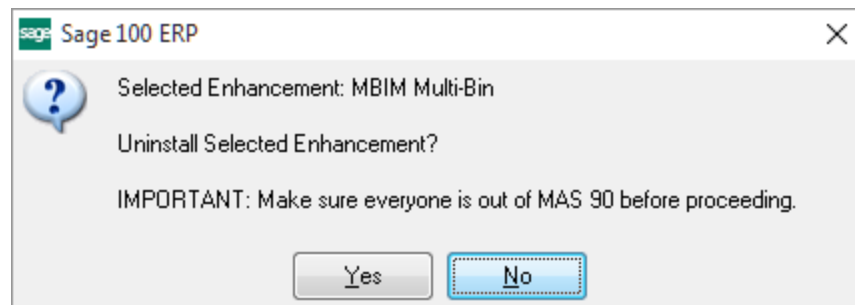 sage Sage 100 ERP
Selected Enhancement: MBIM Multi-Bin
Uninstall Selected Enhancement?
IMPORTANT: Make sure everyone is out of MAS 90 before proceeding.
Yes No